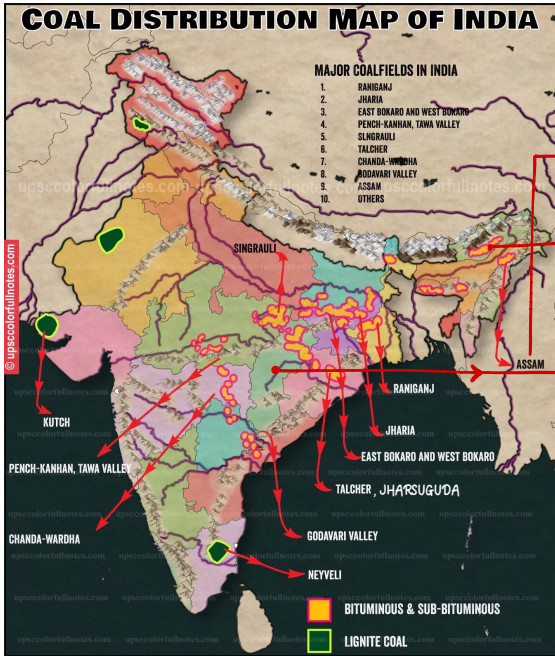 COAL DISTRIBUTION MAP OF INDIA
MAJOR COALFIELDS IN INDIA
1. RANIGANJ
2. JHARIA
3. EAST BOKARO AND WEST BOKARO
4. PENCH-KANHAN, TAWA VALLEY
5. SLNGRAULI
6. TALCHER
7. CHANDA-WARDHA
8. GODAVARI VALLEY
9. ASSAM
10. OTHERS
upsccolorfullnotes.com
© upsccolorfullnotes.com
SINGRAULI
ASSAM
RANIGANJ
KUTCH
JHARIA
EAST BOKARO AND WEST BOKARO
PENCH-KANHAN, TAWA VALLEY
TALCHER, JHARSUGUDA
CHANDA-WARDHA
GODAVARI VALLEY
NEYVELI
BITUMINOUS & SUB-BITUMINOUS
LIGNITE COAL